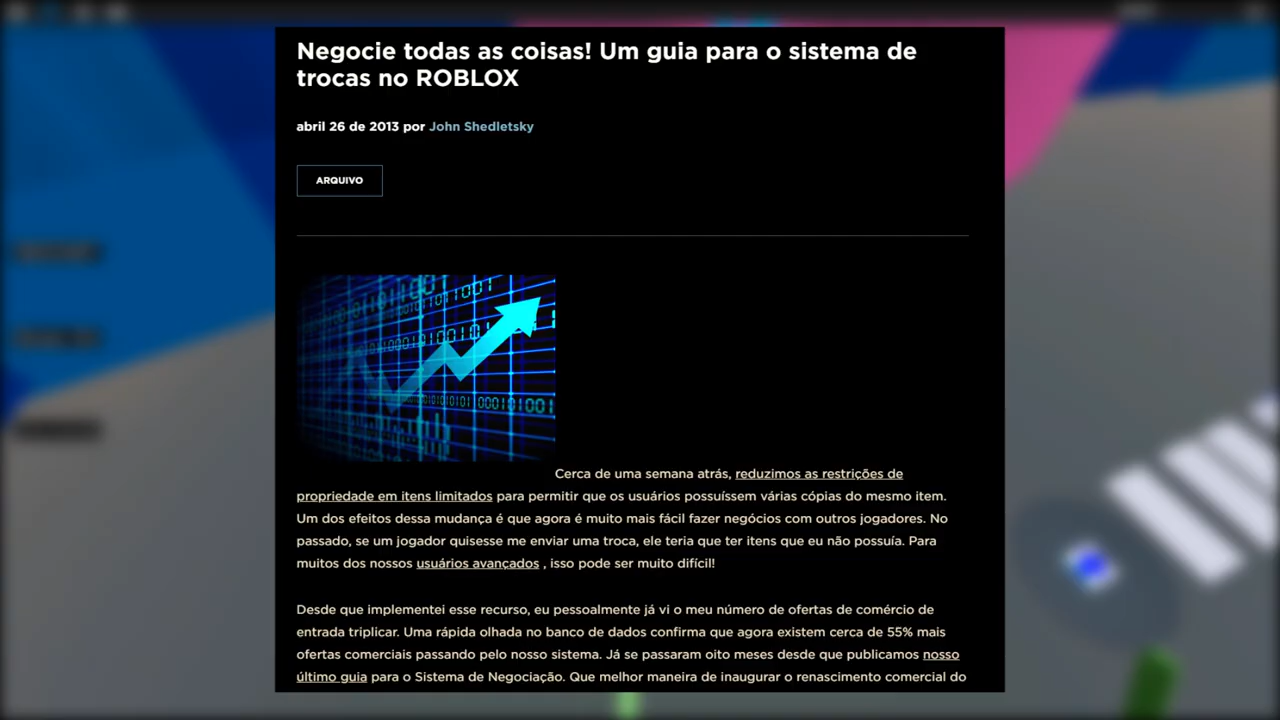 Negocie todas as coisas! Um guia para o sistema de
trocas no ROBLOX
abril 26 de 2013 por John Shedletsky
ARQUIVO
Cerca de uma semana atrás, reduzimos as restrições de
propriedade em itens limitados para permitir que os usuários possuíssem várias cópias do mesmo item.
Um dos efeitos dessa mudança é que agora é muito mais fácil fazer negócios com outros jogadores. No
passado, se um jogador quisesse me enviar uma troca, ele teria que ter itens que eu não possuía. Para
muitos dos nossos usuários avançados , isso pode ser muito difícil!
Desde que implementei esse recurso, eu pessoalmente já vi o meu número de ofertas de comércio de
entrada triplicar. Uma rápida olhada no banco de dados confirma que agora existem cerca de 55% mais
ofertas comerciais passando pelo nosso sistema. Já se passaram oito meses desde que publicamos nosso
último guia para o Sistema de Negociação. Que melhor maneira de inaugurar o renascimento comercial do